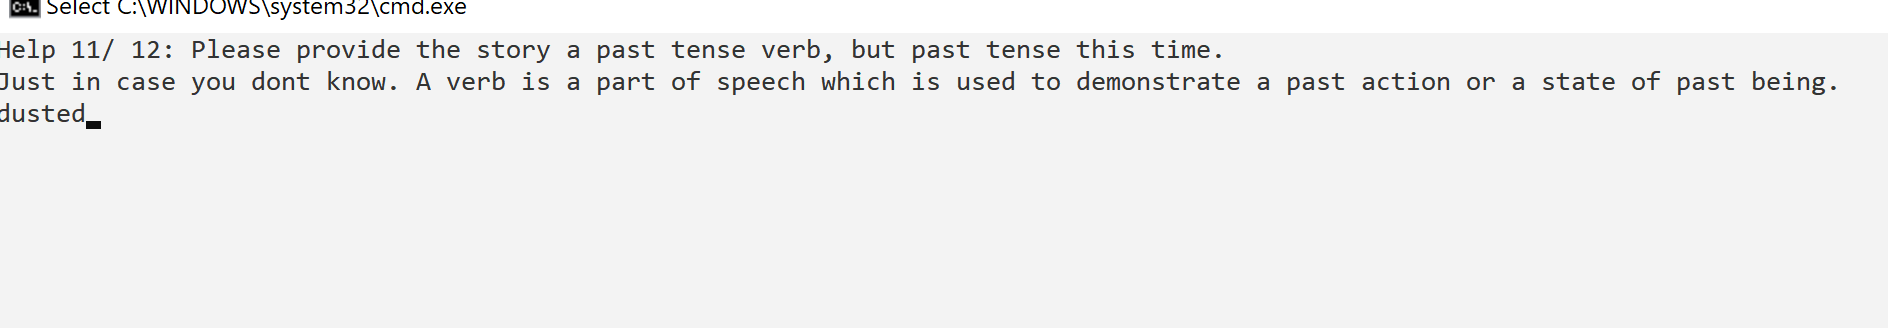 Select C:\WINDOWS\system32\cmd.exe
Help 11/ 12: Please provide the story a past tense verb, but past tense this time.
Just in case you dont know. A verb is a part of speech which is used to demonstrate a past action or a state of past being.
dusted